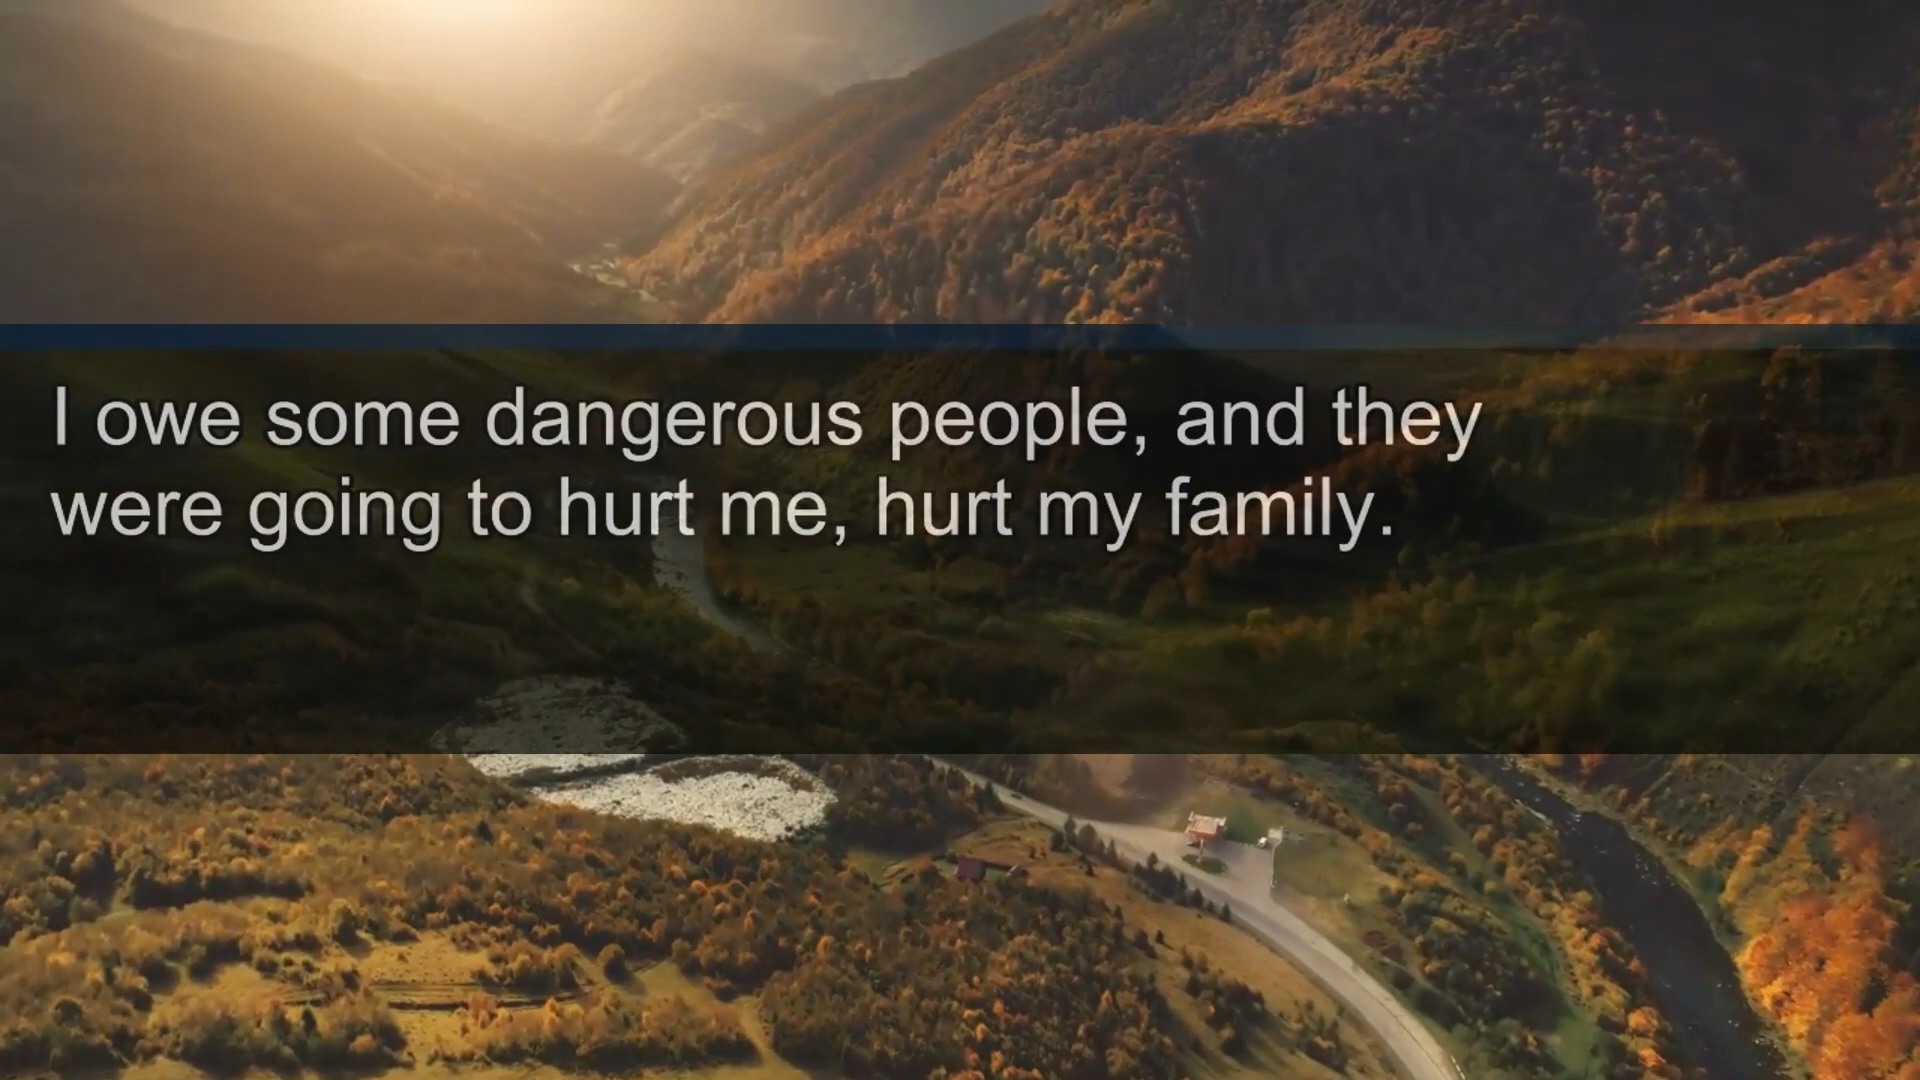 I owe some dangerous people, and they
were going to hurt me, hurt my family.